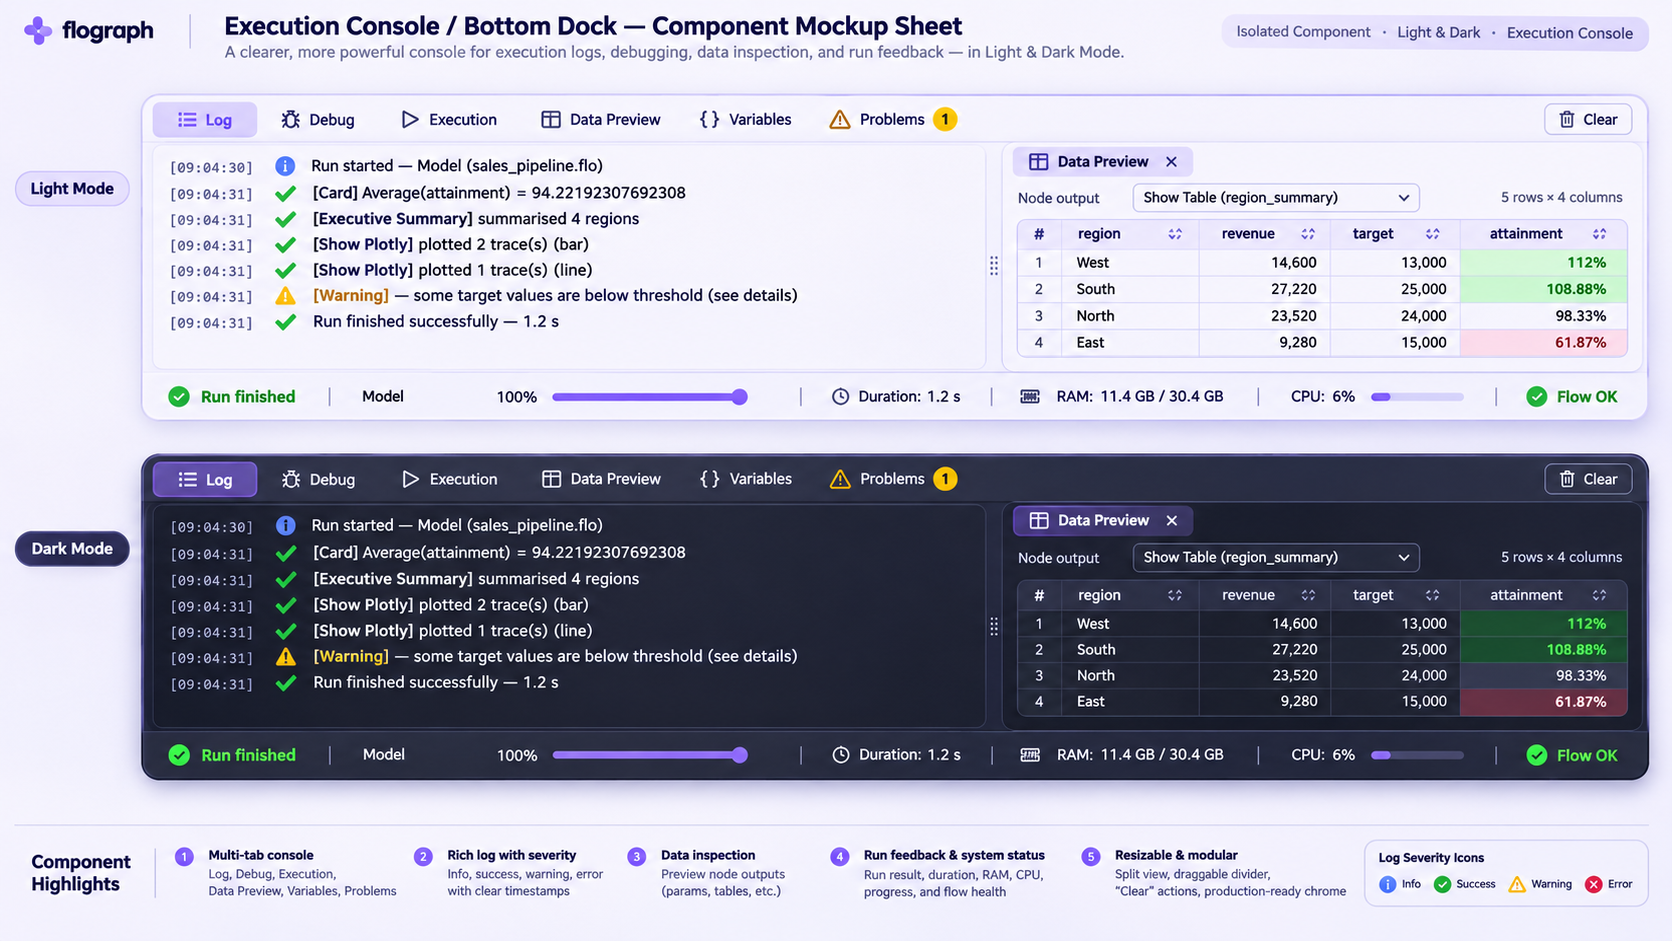 flograph
Execution Console / Bottom Dock — Component Mockup Sheet
A clearer, more powerful console for execution logs, debugging, data inspection, and run feedback — in Light & Dark Mode.
Isolated Component · Light & Dark · Execution Console
Light Mode
Log Debug Execution Data Preview { } Variables Problems 1 Clear
[09:04:30] Run started — Model (sales_pipeline.flo)
[09:04:31] [Card] Average(attainment) = 94.22192307692308
[09:04:31] [Executive Summary] summarised 4 regions
[09:04:31] [Show Plotly] plotted 2 trace(s) (bar)
[09:04:31] [Show Plotly] plotted 1 trace(s) (line)
[09:04:31] [Warning] — some target values are below threshold (see details)
[09:04:31] Run finished successfully — 1.2 s
Data Preview ×
Node output Show Table (region_summary) 5 rows × 4 columns
# region revenue target attainment
1 West 14,600 13,000 112%
2 South 27,220 25,000 108.88%
3 North 23,520 24,000 98.33%
4 East 9,280 15,000 61.87%
Run finished | Model 100% | Duration: 1.2 s | RAM: 11.4 GB / 30.4 GB | CPU: 6% | Flow OK
Dark Mode
Log Debug Execution Data Preview { } Variables Problems 1 Clear
[09:04:30] Run started — Model (sales_pipeline.flo)
[09:04:31] [Card] Average(attainment) = 94.22192307692308
[09:04:31] [Executive Summary] summarised 4 regions
[09:04:31] [Show Plotly] plotted 2 trace(s) (bar)
[09:04:31] [Show Plotly] plotted 1 trace(s) (line)
[09:04:31] [Warning] — some target values are below threshold (see details)
[09:04:31] Run finished successfully — 1.2 s
Data Preview ×
Node output Show Table (region_summary) 5 rows × 4 columns
# region revenue target attainment
1 West 14,600 13,000 112%
2 South 27,220 25,000 108.88%
3 North 23,520 24,000 98.33%
4 East 9,280 15,000 61.87%
Run finished | Model 100% | Duration: 1.2 s | RAM: 11.4 GB / 30.4 GB | CPU: 6% | Flow OK
Component
Highlights
1 Multi-tab console
Log, Debug, Execution,
Data Preview, Variables, Problems
2 Rich log with severity
Info, success, warning, error
with clear timestamps
3 Data inspection
Preview node outputs
(params, tables, etc.)
4 Run feedback & system status
Run result, duration, RAM, CPU,
progress, and flow health
5 Resizable & modular
Split view, draggable divider,
"Clear" actions, production-ready chrome
Log Severity Icons
Info Success Warning Error